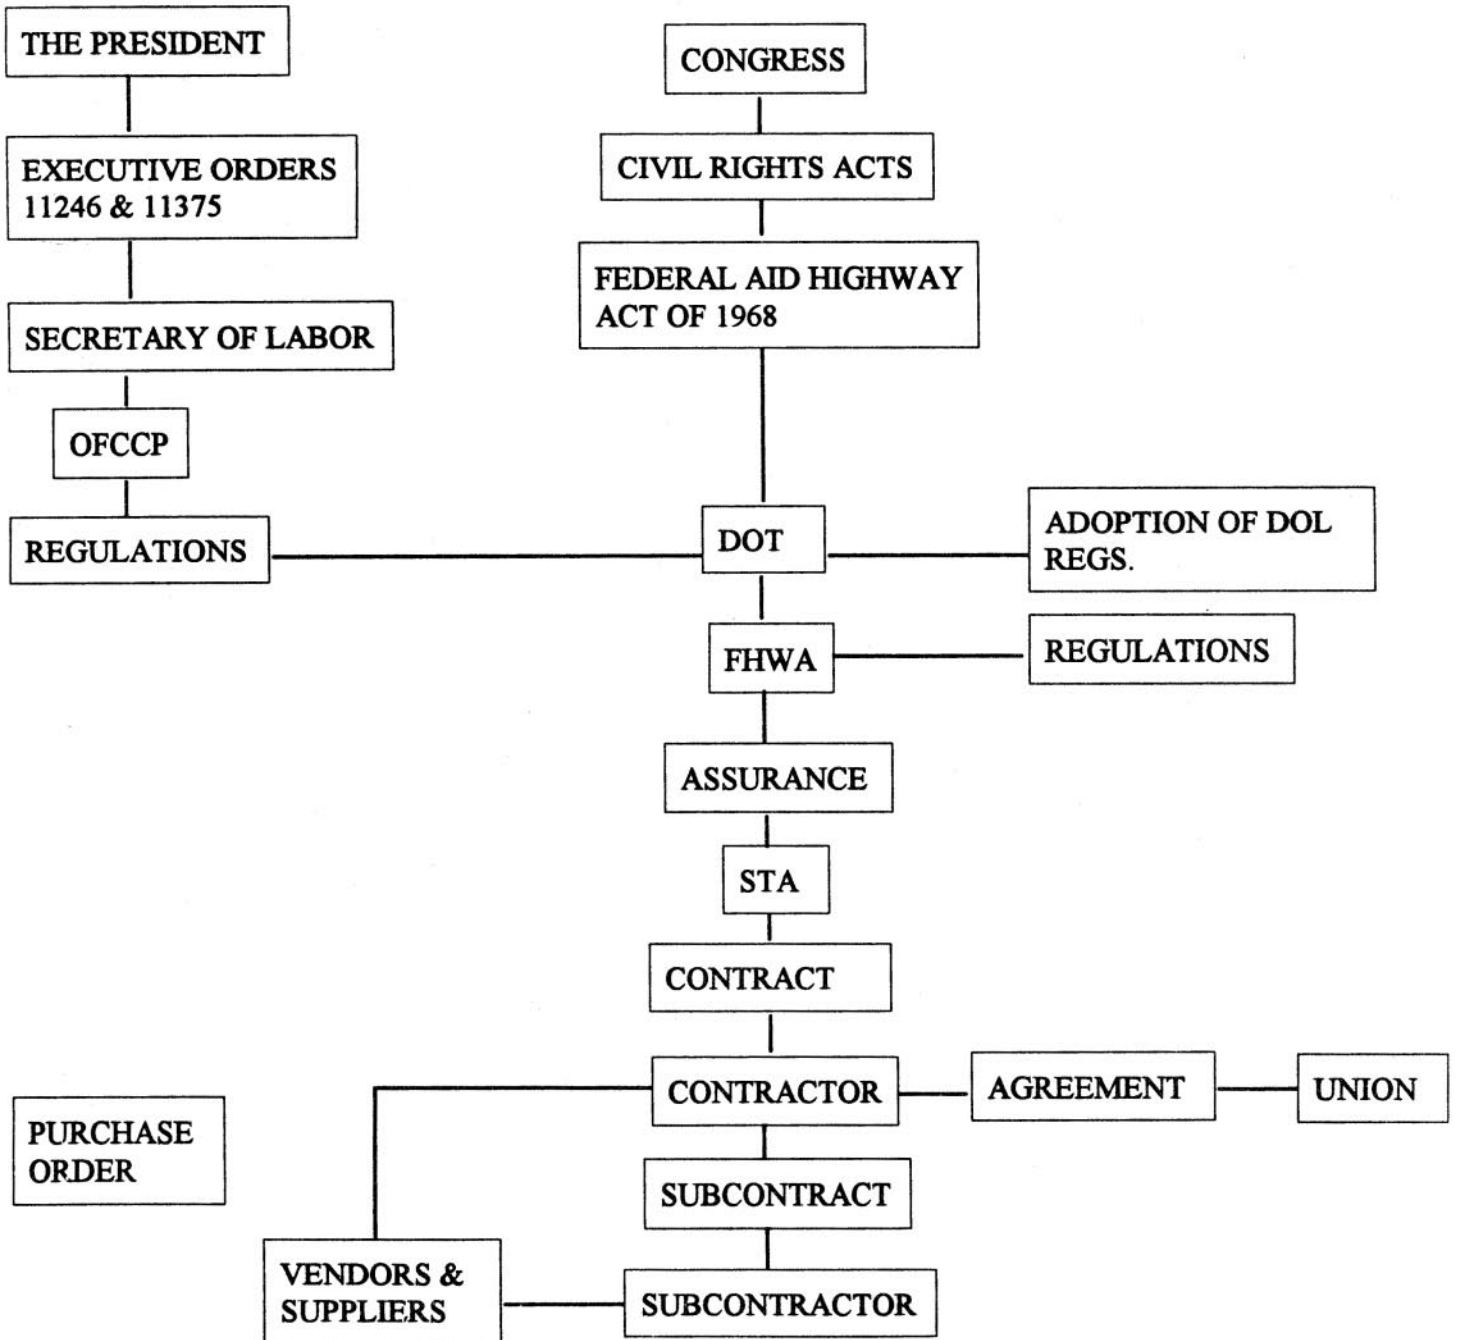 THE PRESIDENT
CONGRESS
EXECUTIVE ORDERS
11246 & 11375
CIVIL RIGHTS ACTS
FEDERAL AID HIGHWAY
ACT OF 1968
SECRETARY OF LABOR
OFCCP
REGULATIONS
DOT
ADOPTION OF DOL
REGS.
FHWA
REGULATIONS
ASSURANCE
STA
CONTRACT
CONTRACTOR
AGREEMENT
UNION
PURCHASE
ORDER
SUBCONTRACT
VENDORS &
SUPPLIERS
SUBCONTRACTOR